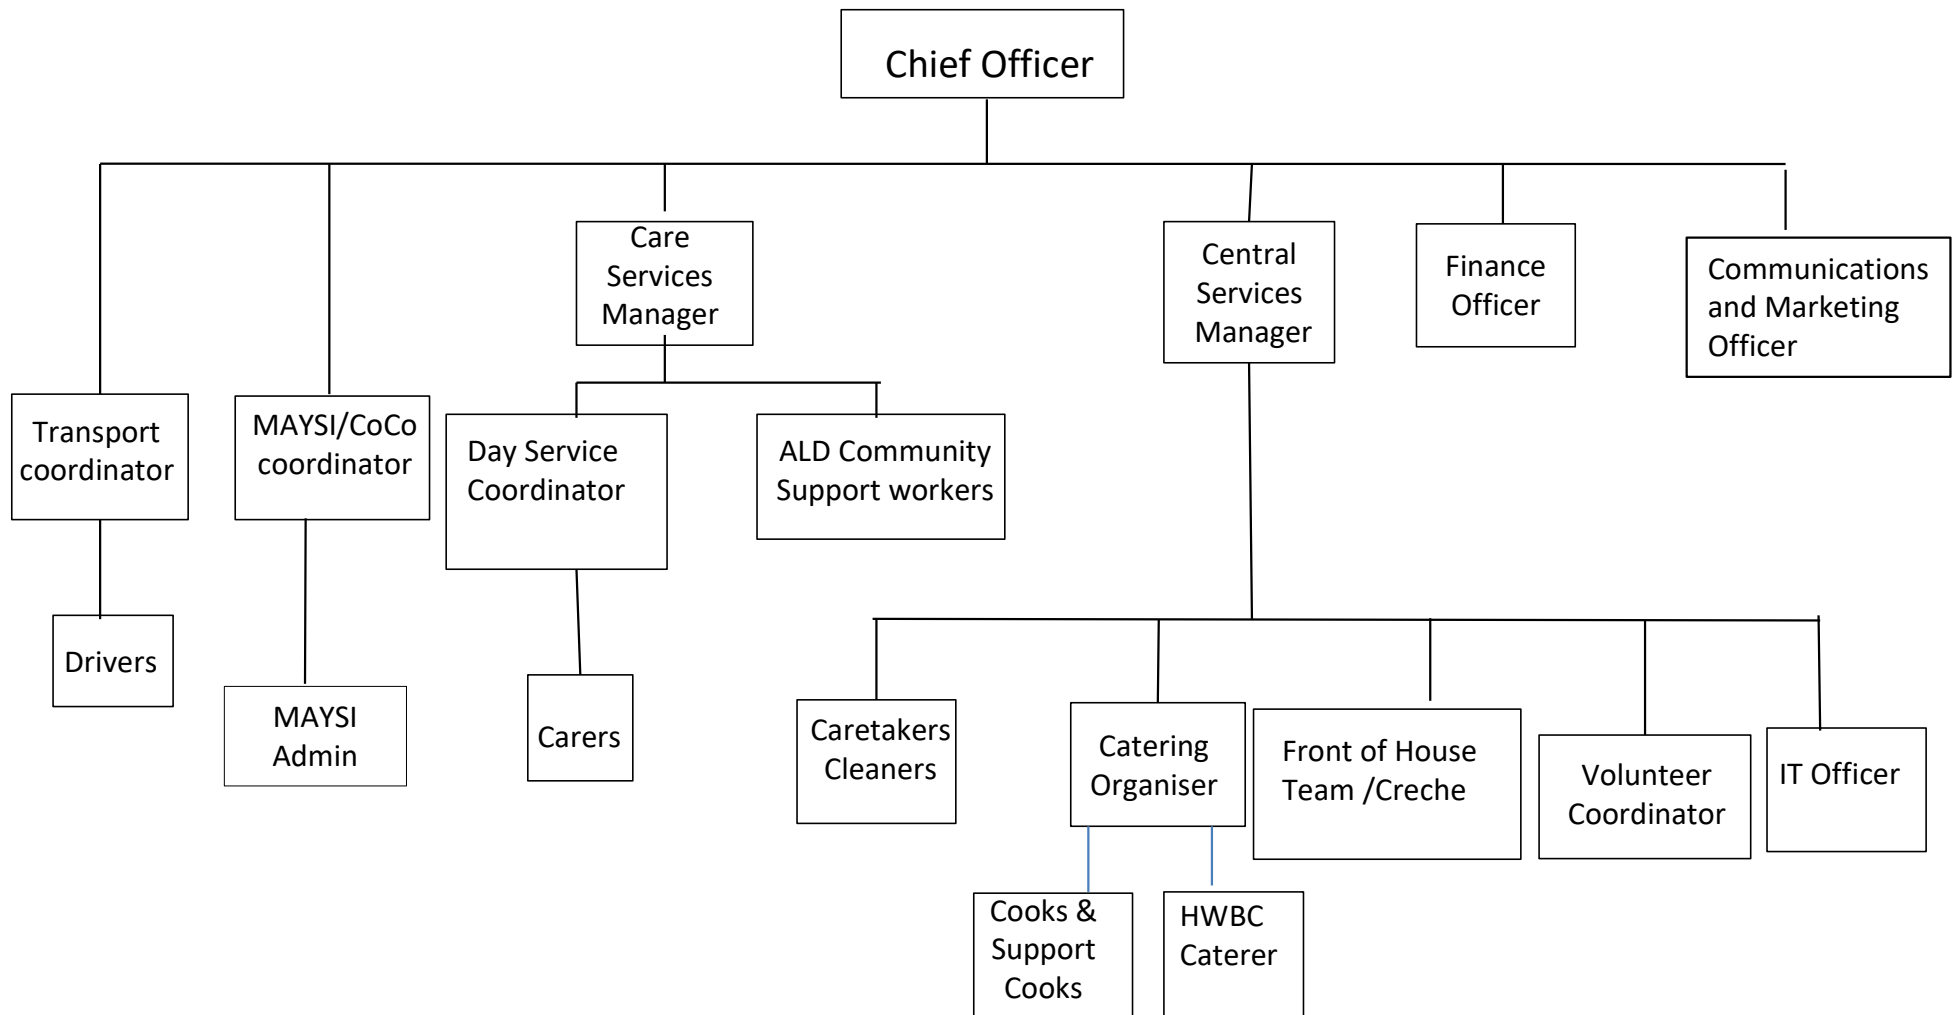 Chief Officer
Care
Services
Manager
Central
Services
Manager
Finance
Officer
Communications
and Marketing
Officer
Transport
coordinator
MAYSI/CoCo
coordinator
Day Service
Coordinator
ALD Community
Support workers
Drivers
MAYSI
Admin
Carers
Caretakers
Cleaners
Catering
Organiser
Front of House
Team /Creche
Volunteer
Coordinator
IT Officer
Cooks &
Support
Cooks
HWBC
Caterer